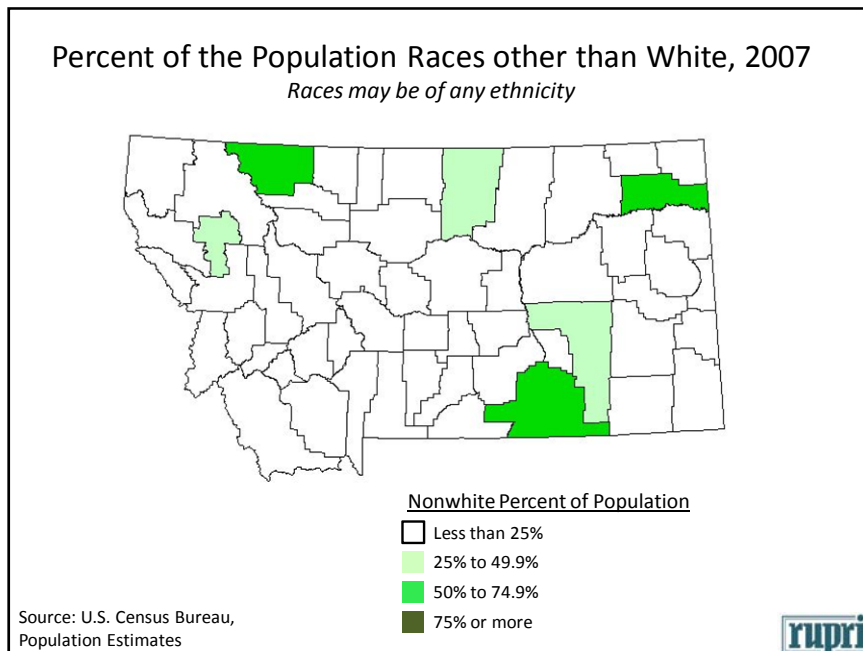 Percent of the Population Races other than White, 2007
Races may be of any ethnicity
Nonwhite Percent of Population
Less than 25%
25% to 49.9%
50% to 74.9%
75% or more
Source: U.S. Census Bureau,
Population Estimates
rupri